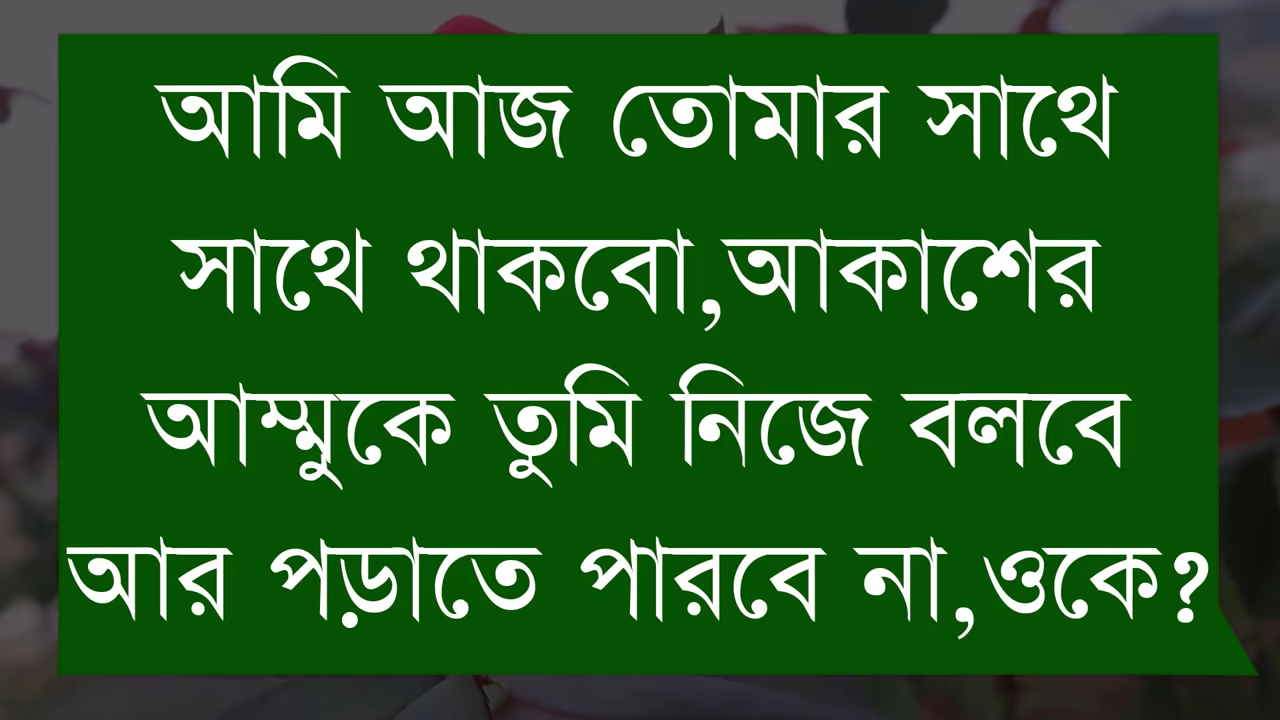 আমি আজ তোমার সাথে
সাথে থাকবো,আকাশের
আম্মুকে তুমি নিজে বলবে
আর পড়াতে পারবে না,ওকে?